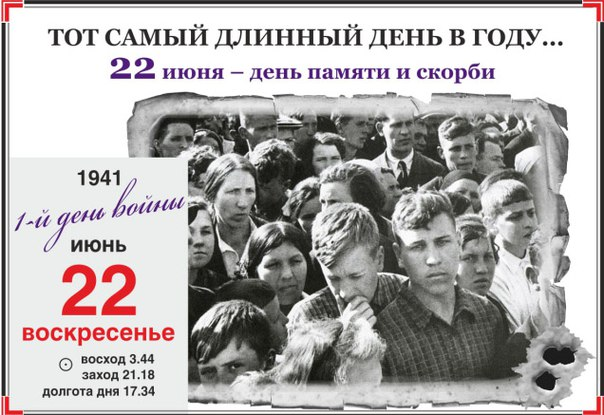 ТОТ САМЫЙ ДЛИННЫЙ ДЕНЬ В ГОДУ...
22 июня – день памяти и скорби
1941
1-й день войны
ИЮНЬ
22
воскресенье
восход 3.44
заход 21.18
долгота дня 17.34